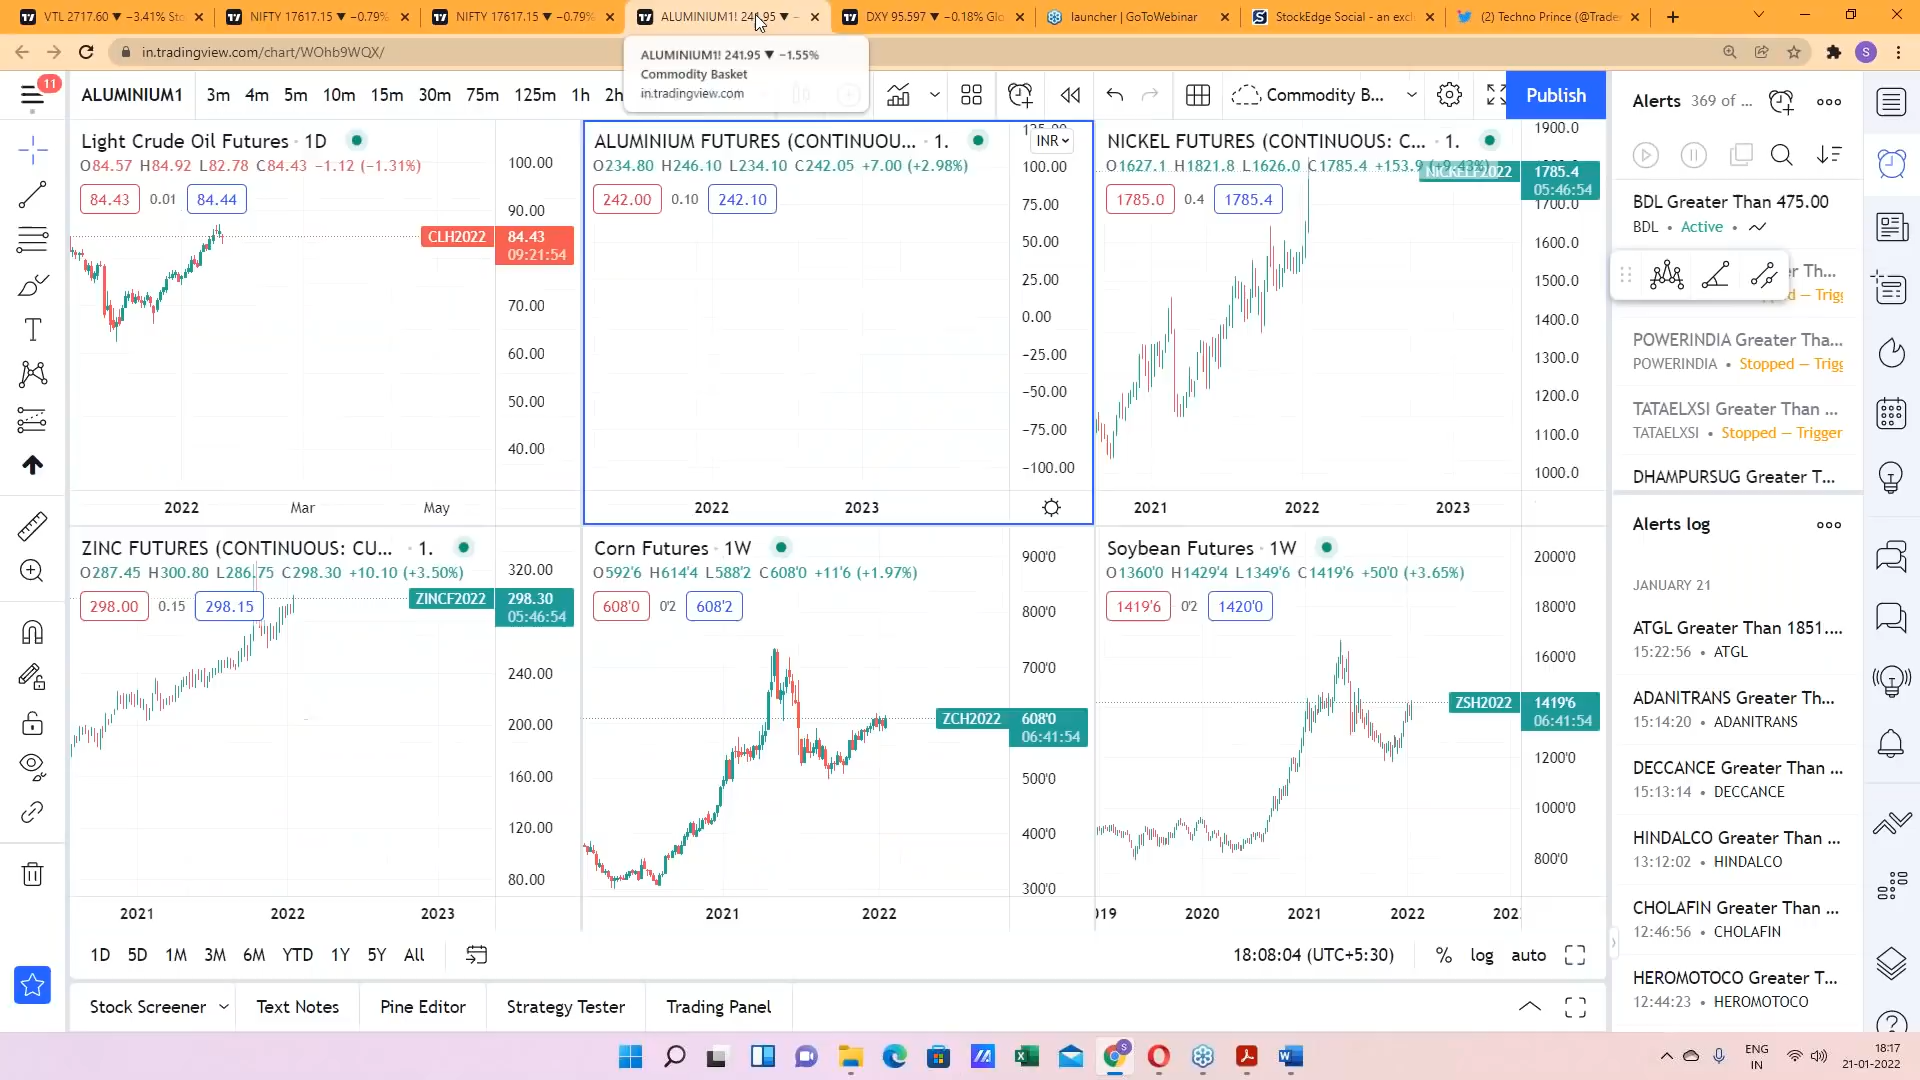 VTL 2717.60 ▼ −3.41% Sto
NIFTY 17617.15 ▼ −0.79%
NIFTY 17617.15 ▼ −0.79%
ALUMINIUM1! 241.95 ▼ −
DXY 95.597 ▼ −0.18% Glo
launcher | GoToWebinar
StockEdge Social - an excl
(2) Techno Prince (@Trade
in.tradingview.com/chart/WOhb9WQX/
ALUMINIUM1! 241.95 ▼ −1.55%
Commodity Basket
in.tradingview.com
11
ALUMINIUM1
3m 4m 5m 10m 15m 30m 75m 125m 1h 2h
Commodity B...
Publish
Light Crude Oil Futures · 1D
O84.57 H84.92 L82.78 C84.43 −1.12 (−1.31%)
84.43 0.01 84.44
CLH2022 84.43
09:21:54
100.00
90.00
70.00
60.00
50.00
40.00
2022 Mar May
ALUMINIUM FUTURES (CONTINUOU... · 1.
INR
O234.80 H246.10 L234.10 C242.05 +7.00 (+2.98%)
242.00 0.10 242.10
125.00
100.00
75.00
50.00
25.00
0.00
−25.00
−50.00
−75.00
−100.00
2022 2023
NICKEL FUTURES (CONTINUOUS: C... · 1.
O1627.1 H1821.8 L1626.0 C1785.4 +153.9 (+9.43%)
1785.0 0.4 1785.4
NICKELF2022 1785.4
05:46:54
1900.0
1700.0
1600.0
1500.0
1400.0
1300.0
1200.0
1100.0
1000.0
2021 2022 2023
ZINC FUTURES (CONTINUOUS: CU... · 1.
O287.45 H300.80 L286.75 C298.30 +10.10 (+3.50%)
298.00 0.15 298.15
ZINCF2022 298.30
05:46:54
320.00
240.00
200.00
160.00
120.00
80.00
2021 2022 2023
Corn Futures · 1W
O592'6 H614'4 L588'2 C608'0 +11'6 (+1.97%)
608'0 0'2 608'2
ZCH2022 608'0
06:41:54
900'0
800'0
700'0
500'0
400'0
300'0
2021 2022
Soybean Futures · 1W
O1360'0 H1429'4 L1349'6 C1419'6 +50'0 (+3.65%)
1419'6 0'2 1420'0
ZSH2022 1419'6
06:41:54
2000'0
1800'0
1600'0
1200'0
1000'0
800'0
2020 2021 2022
1D 5D 1M 3M 6M YTD 1Y 5Y All
18:08:04 (UTC+5:30)
% log auto
Stock Screener Text Notes Pine Editor Strategy Tester Trading Panel
Alerts 369 of ...
BDL Greater Than 475.00
BDL • Active •
r Th...
d — Trigg
POWERINDIA Greater Tha...
POWERINDIA • Stopped — Trigg
TATAELXSI Greater Than ...
TATAELXSI • Stopped — Trigger
DHAMPURSUG Greater T...
Alerts log
JANUARY 21
ATGL Greater Than 1851....
15:22:56 • ATGL
ADANITRANS Greater Th...
15:14:20 • ADANITRANS
DECCANCE Greater Than ...
15:13:14 • DECCANCE
HINDALCO Greater Than ...
13:12:02 • HINDALCO
CHOLAFIN Greater Than ...
12:46:56 • CHOLAFIN
HEROMOTOCO Greater T...
12:44:23 • HEROMOTOCO
ENG
IN
18:17
21-01-2022